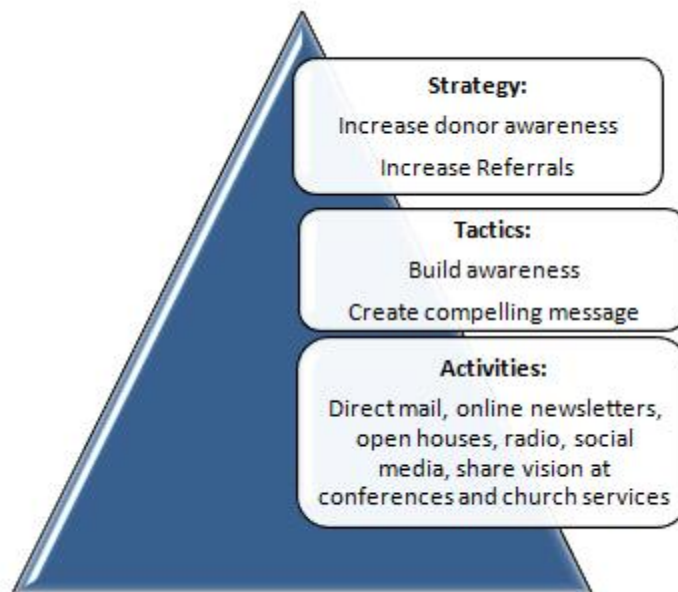 Strategy:
Increase donor awareness
Increase Referrals
Tactics:
Build awareness
Create compelling message
Activities:
Direct mail, online newsletters,
open houses, radio, social
media, share vision at
conferences and church services